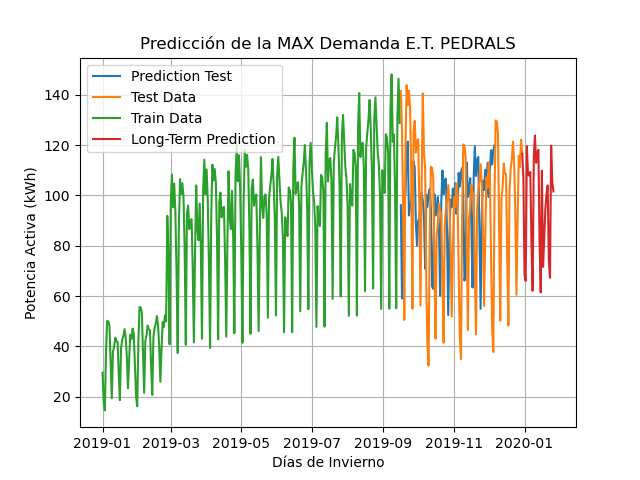 Predicción de la MAX Demanda E.T. PEDRALS
Prediction Test
Test Data
Train Data
Long-Term Prediction
Potencia Activa (kWh)
140
120
100
80
60
40
20
2019-01
2019-03
2019-05
2019-07
2019-09
2019-11
2020-01
Días de Invierno